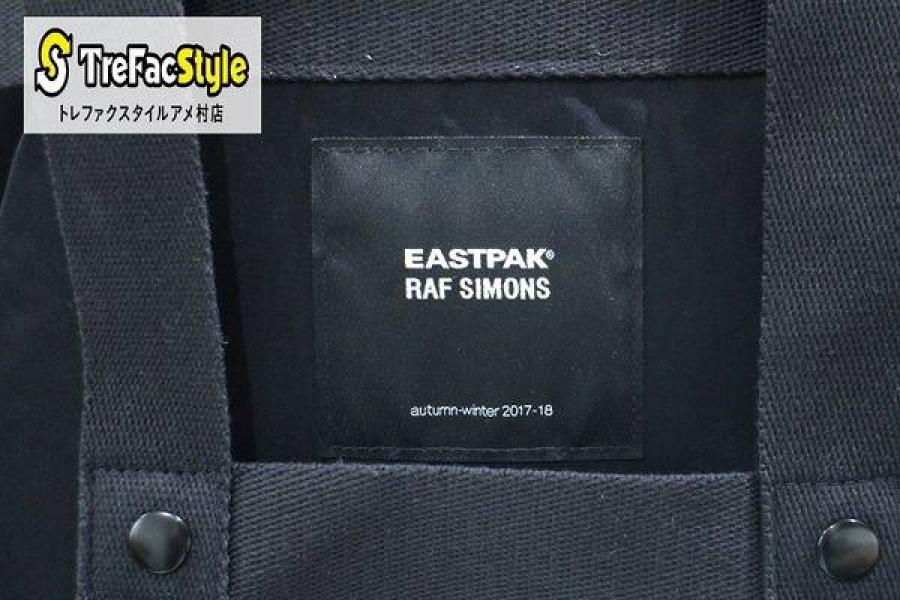 TreFacStyle
トレファクスタイルアメ村店
EASTPAK®
RAF SIMONS
autumn-winter 2017-18